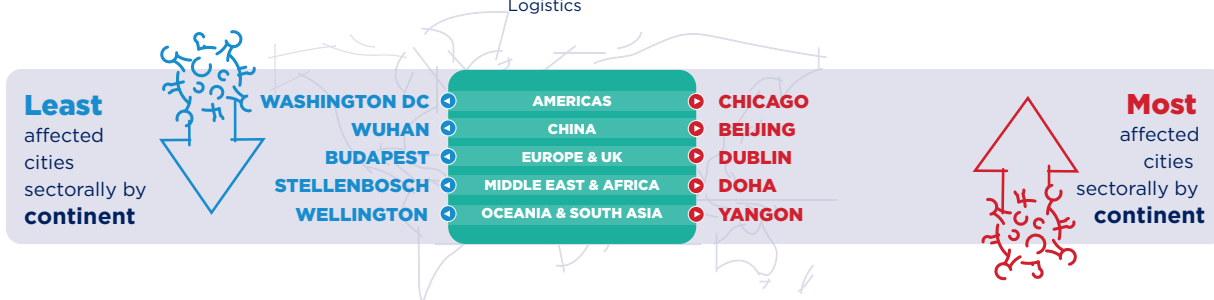 Logistics
Least
affected
cities
sectorally by
continent
WASHINGTON DC AMERICAS CHICAGO
WUHAN CHINA BEIJING
BUDAPEST EUROPE & UK DUBLIN
STELLENBOSCH MIDDLE EAST & AFRICA DOHA
WELLINGTON OCEANIA & SOUTH ASIA YANGON
Most
affected
cities
sectorally by
continent